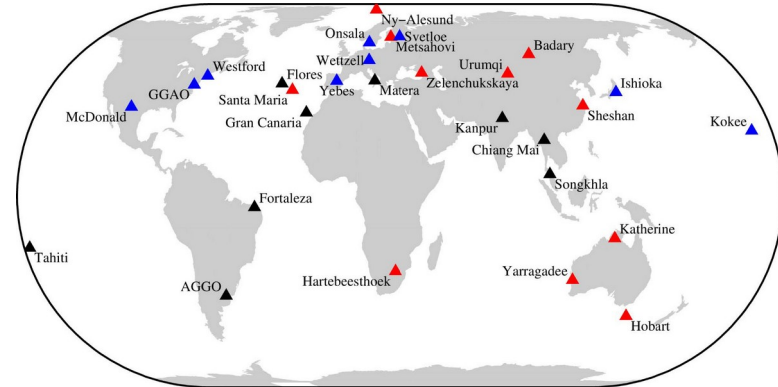 Ny-Alesund
Onsala
Svetloe
Metsahovi
Badary
Wettzell
Urumqi
Westford
Flores
Zelenchukskaya
GGAO
Yebes
Matera
Ishioka
Santa Maria
McDonald
Sheshan
Gran Canaria
Kanpur
Kokee
Chiang Mai
Songkhla
Fortaleza
Katherine
Tahiti
Yarragadee
Hartebeesthoek
AGGO
Hobart